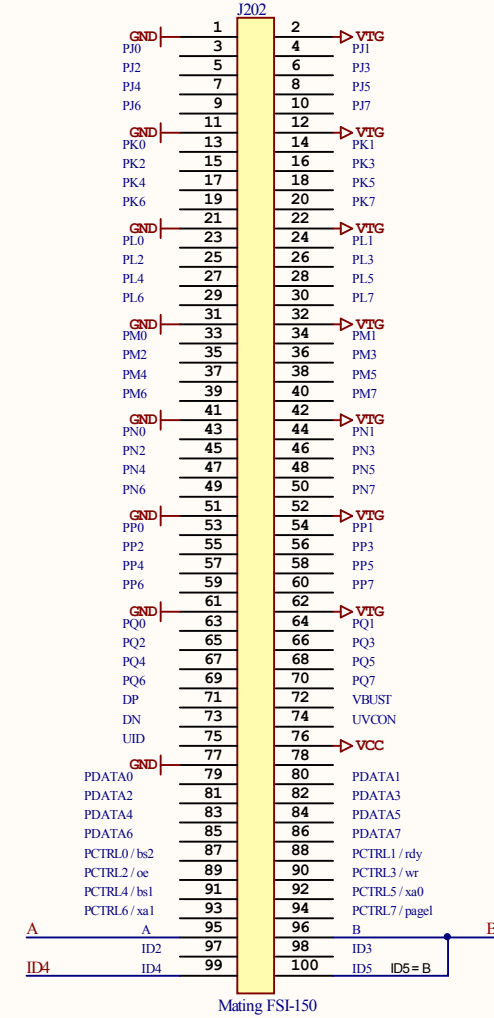 J202
1 2
GND VTG
3 4
PJ0 PJ1
5 6
PJ2 PJ3
7 8
PJ4 PJ5
9 10
PJ6 PJ7
11 12
GND VTG
13 14
PK0 PK1
15 16
PK2 PK3
17 18
PK4 PK5
19 20
PK6 PK7
21 22
GND VTG
23 24
PL0 PL1
25 26
PL2 PL3
27 28
PL4 PL5
29 30
PL6 PL7
31 32
GND VTG
33 34
PM0 PM1
35 36
PM2 PM3
37 38
PM4 PM5
39 40
PM6 PM7
41 42
GND VTG
43 44
PN0 PN1
45 46
PN2 PN3
47 48
PN4 PN5
49 50
PN6 PN7
51 52
GND VTG
53 54
PP0 PP1
55 56
PP2 PP3
57 58
PP4 PP5
59 60
PP6 PP7
61 62
GND VTG
63 64
PQ0 PQ1
65 66
PQ2 PQ3
67 68
PQ4 PQ5
69 70
PQ6 PQ7
71 72
DP VBUST
73 74
DN UVCON
75 76
UID VCC
77 78
GND
79 80
PDATA0 PDATA1
81 82
PDATA2 PDATA3
83 84
PDATA4 PDATA5
85 86
PDATA6 PDATA7
87 88
PCTRL0 / bs2 PCTRL1 / rdy
89 90
PCTRL2 / oe PCTRL3 / wr
91 92
PCTRL4 / bs1 PCTRL5 / xa0
93 94
PCTRL6 / xa1 PCTRL7 / pagel
95 96
A A B B
97 98
ID2 ID3
99 100
ID4 ID4 ID5 ID5 = B
Mating FSI-150